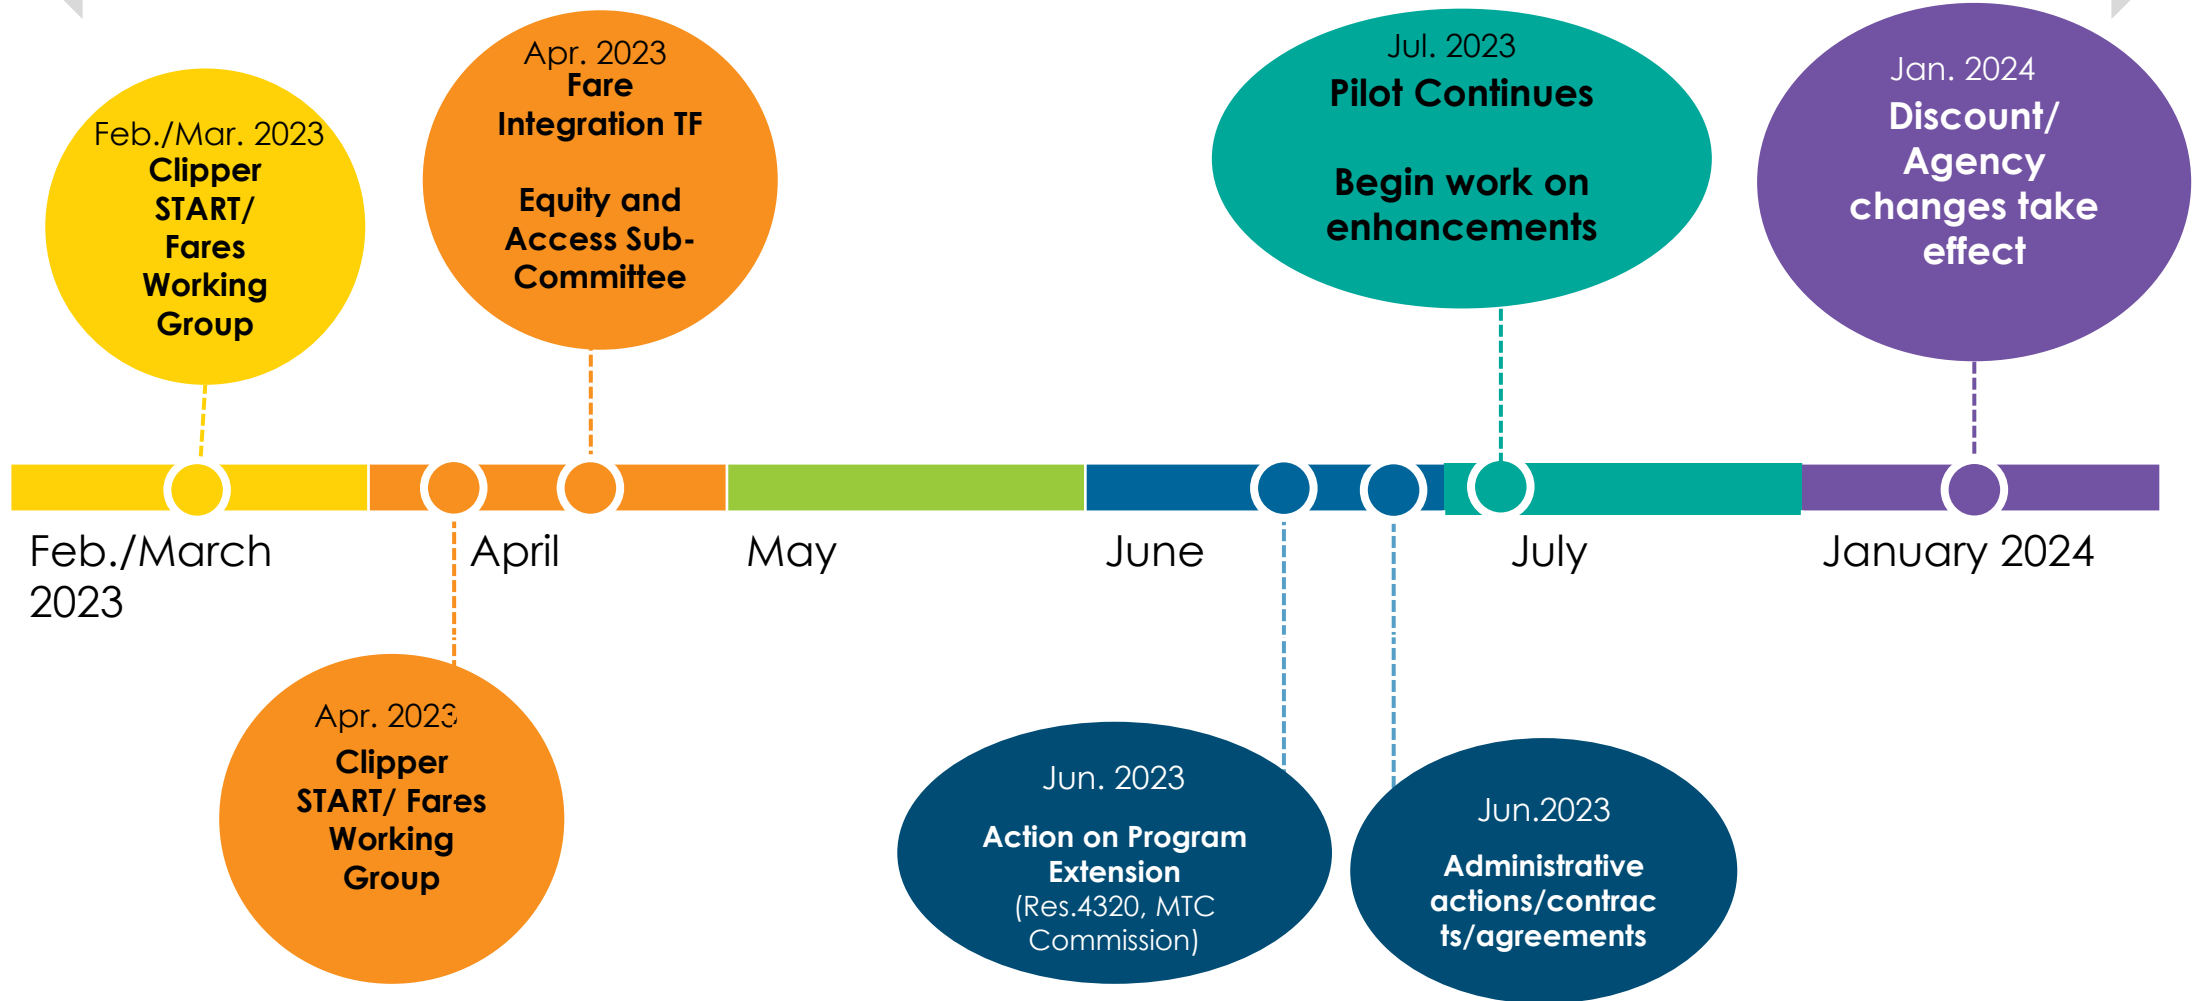 Feb./Mar. 2023
Clipper
START/
Fares
Working
Group
Apr. 2023
Fare
Integration TF
Equity and
Access Sub-
Committee
Jul. 2023
Pilot Continues
Begin work on
enhancements
Jan. 2024
Discount/
Agency
changes take
effect
Feb./March
2023
April
May
June
July
January 2024
Apr. 2023
Clipper
START/ Fares
Working
Group
Jun. 2023
Action on Program
Extension
(Res.4320, MTC
Commission)
Jun.2023
Administrative
actions/contrac
ts/agreements